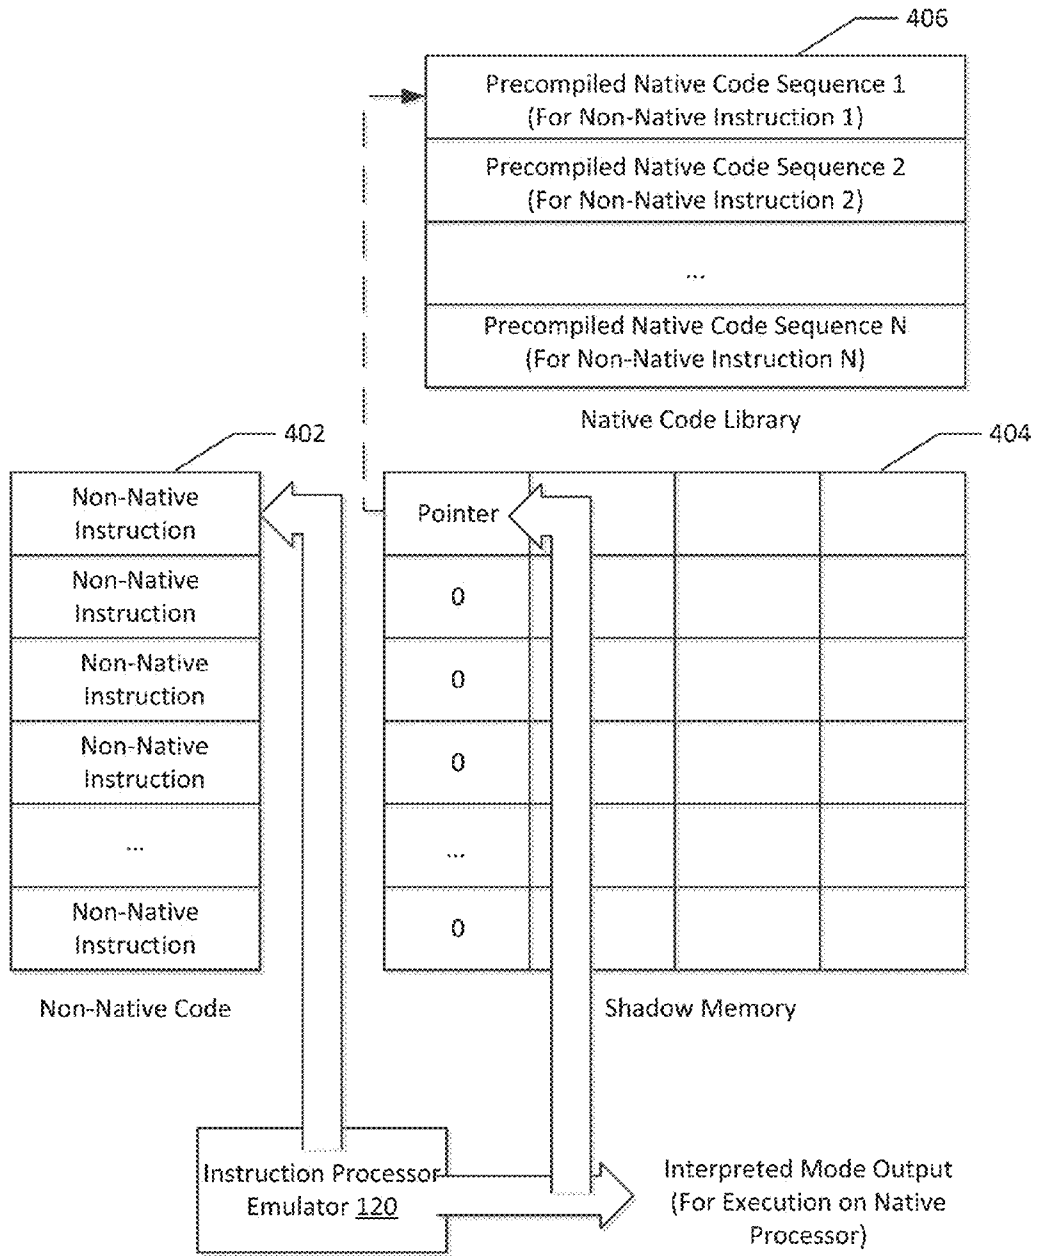 406
Precompiled Native Code Sequence 1
(For Non-Native Instruction 1)
Precompiled Native Code Sequence 2
(For Non-Native Instruction 2)
...
Precompiled Native Code Sequence N
(For Non-Native Instruction N)
Native Code Library
402
Non-Native
Instruction
Non-Native
Instruction
Non-Native
Instruction
Non-Native
Instruction
...
Non-Native
Instruction
Non-Native Code
404
Pointer
0
0
0
...
0
Shadow Memory
Instruction Processor
Emulator 120
Interpreted Mode Output
(For Execution on Native
Processor)